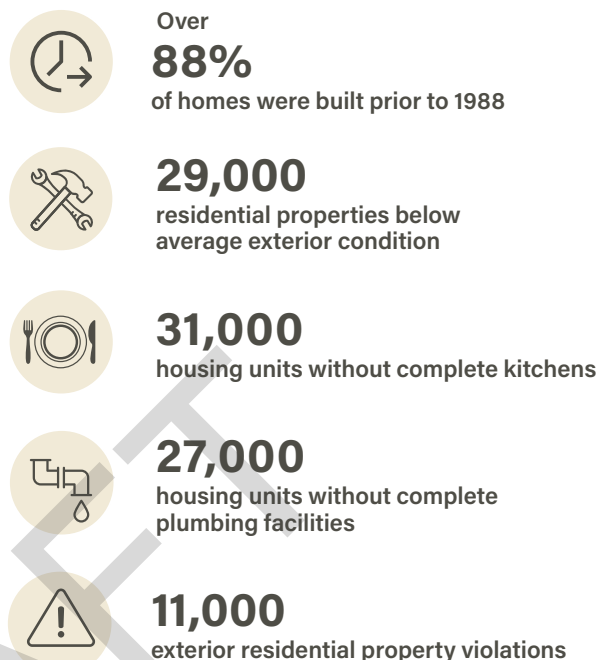 Over
88%
of homes were built prior to 1988
29,000
residential properties below
average exterior condition
31,000
housing units without complete kitchens
27,000
housing units without complete
plumbing facilities
11,000
exterior residential property violations